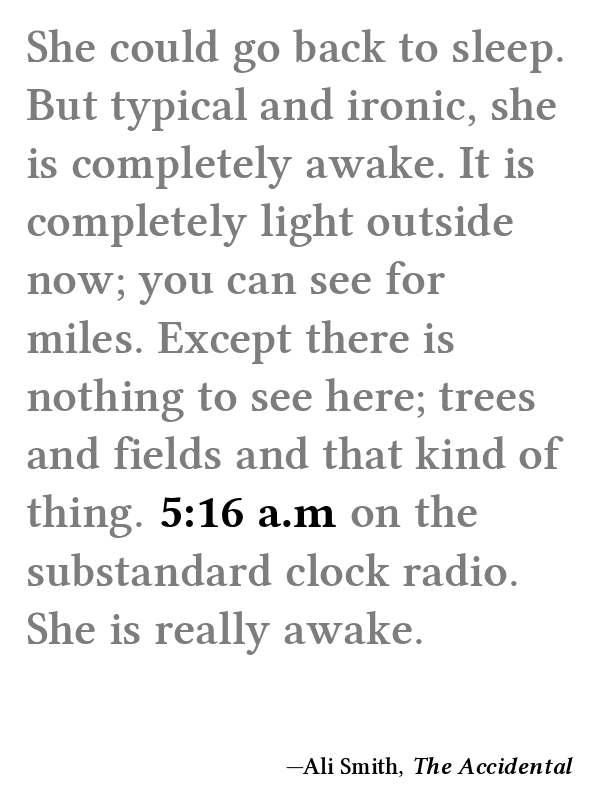 She could go back to sleep.
But typical and ironic, she
is completely awake. It is
completely light outside
now; you can see for
miles. Except there is
nothing to see here; trees
and fields and that kind of
thing. 5:16 a.m on the
substandard clock radio.
She is really awake.
—Ali Smith, The Accidental